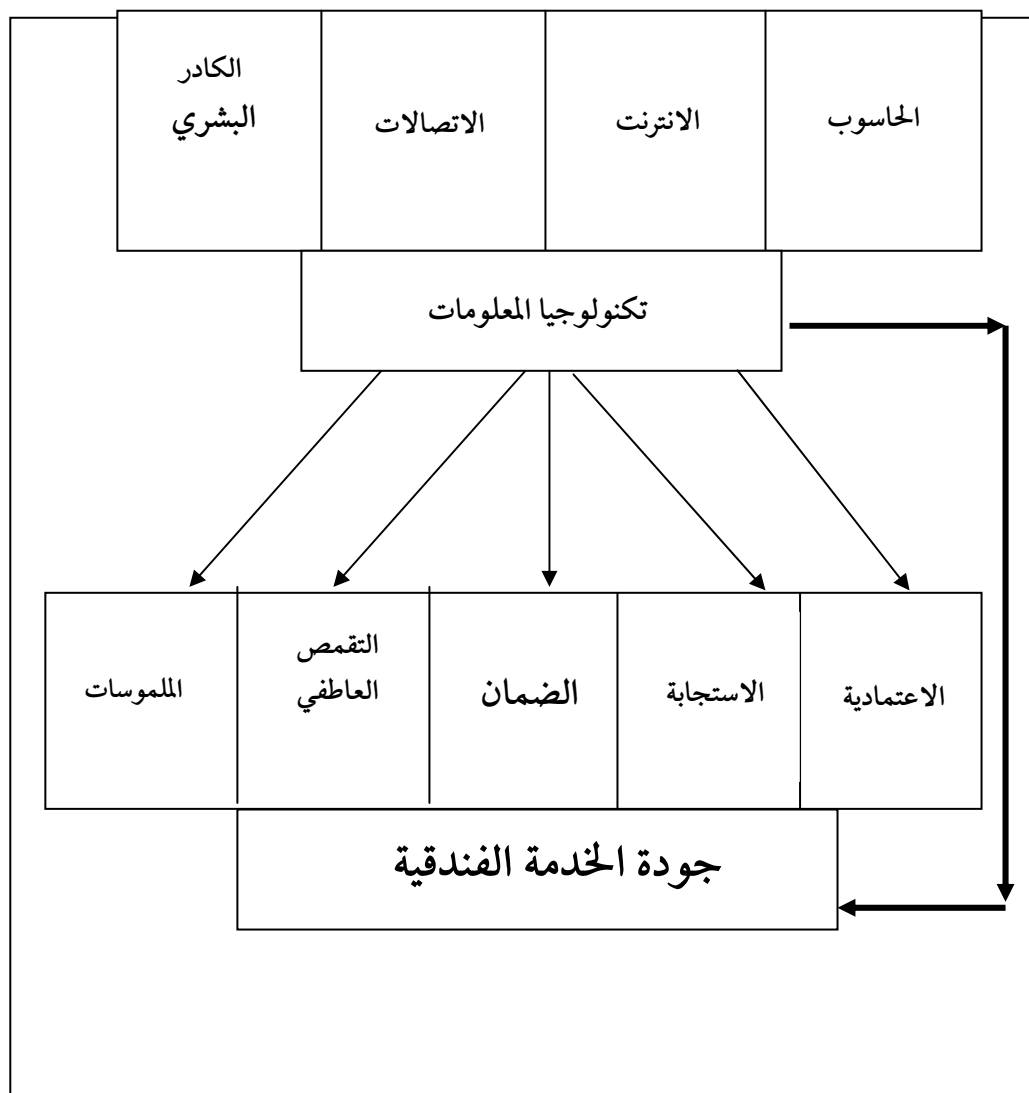 الحاسوب
الانترنت
الاتصالات
الكادر
البشري
تكنولوجيا المعلومات
الاعتمادية
الاستجابة
الضمان
التقمص
العاطفي
الملموسات
جودة الخدمة الفندقية